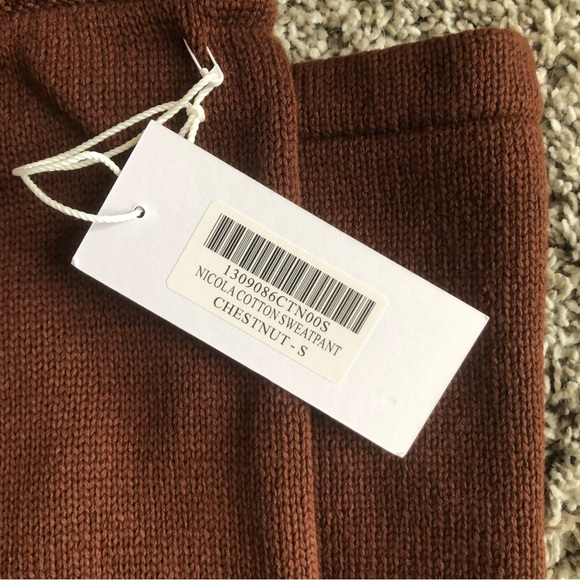 1309086CTN00S
NICOLA COTTON SWEATPANT
CHESTNUT - S